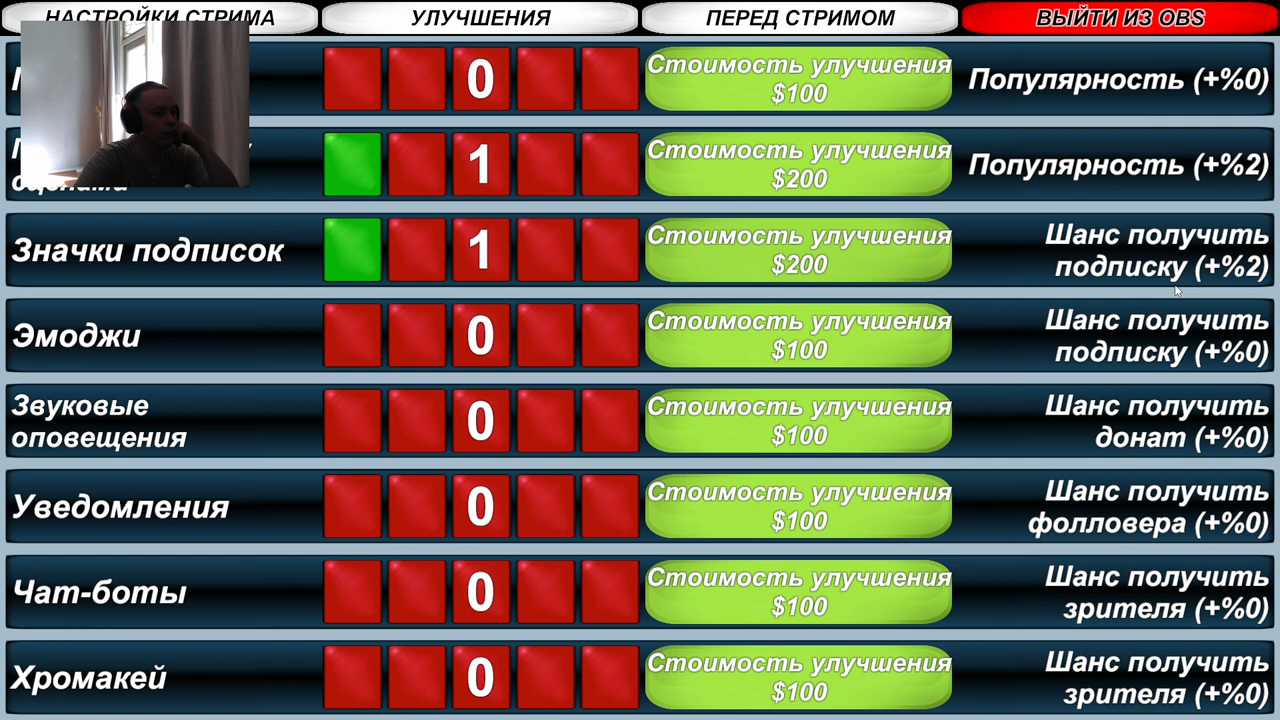 НАСТРОЙКИ СТРИМА
УЛУЧШЕНИЯ
ПЕРЕД СТРИМОМ
ВЫЙТИ ИЗ OBS
0
Стоимость улучшения
$100
Популярность (+%0)
1
Стоимость улучшения
$200
Популярность (+%2)
Значки подписок
1
Стоимость улучшения
$200
Шанс получить
подписку (+%2)
Эмоджи
0
Стоимость улучшения
$100
Шанс получить
подписку (+%0)
Звуковые
оповещения
0
Стоимость улучшения
$100
Шанс получить
донат (+%0)
Уведомления
0
Стоимость улучшения
$100
Шанс получить
фолловера (+%0)
Чат-боты
0
Стоимость улучшения
$100
Шанс получить
зрителя (+%0)
Хромакей
0
Стоимость улучшения
$100
Шанс получить
зрителя (+%0)